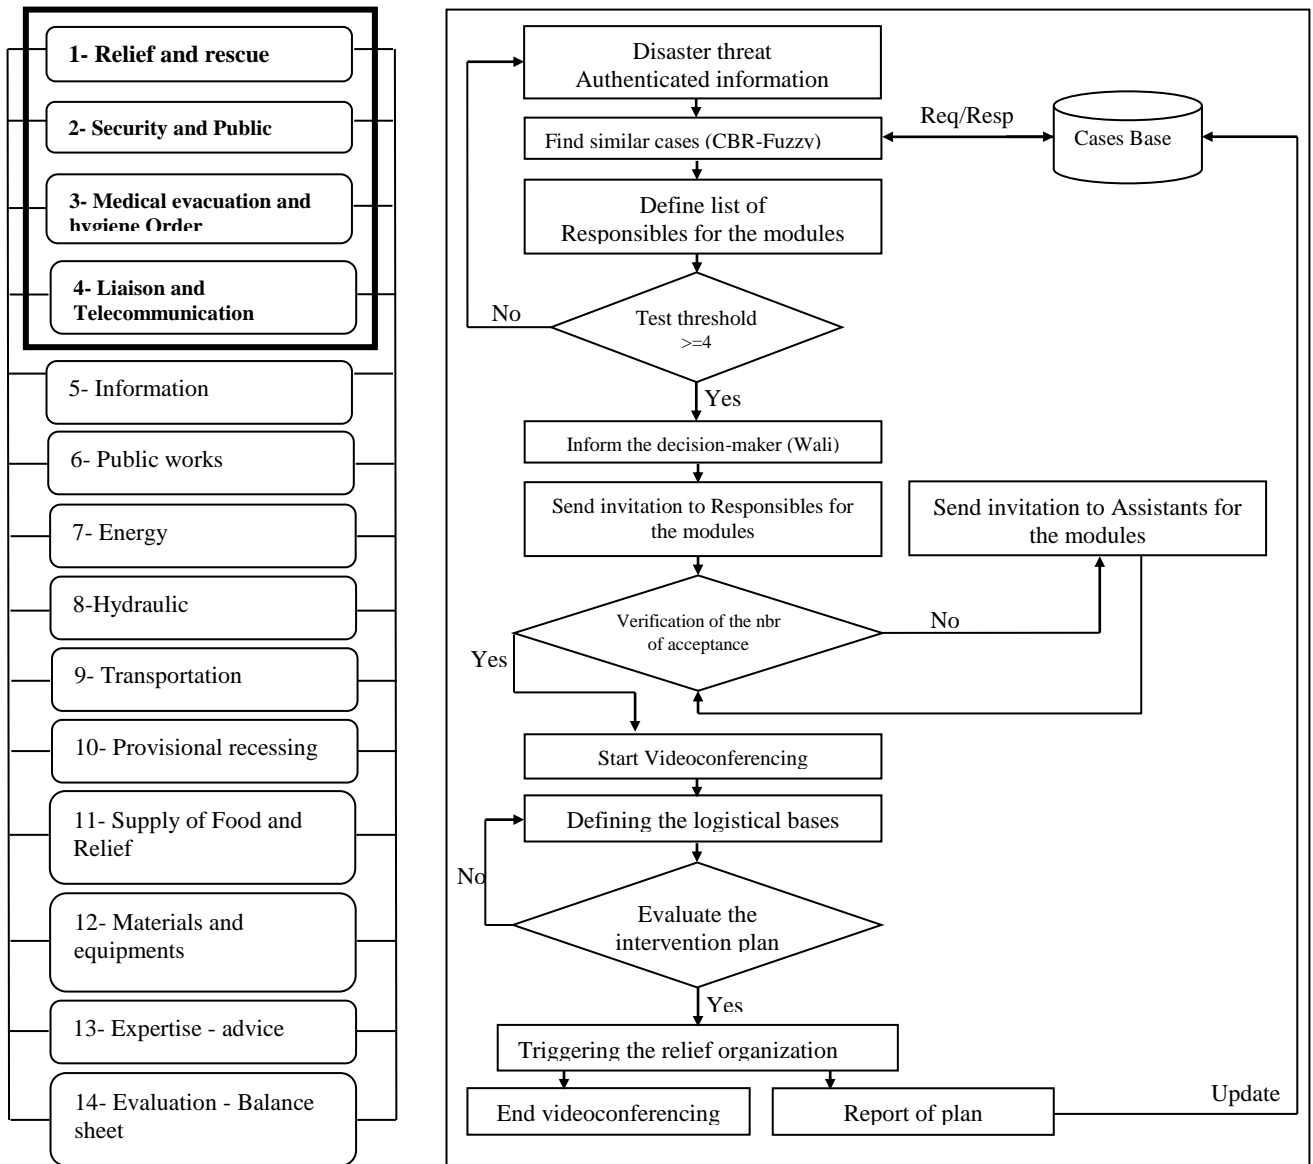 1- Relief and rescue
2- Security and Public
3- Medical evacuation and
hygiene Order
4- Liaison and
Telecommunication
5- Information
6- Public works
7- Energy
8-Hydraulic
9- Transportation
10- Provisional recessing
11- Supply of Food and
Relief
12- Materials and
equipments
13- Expertise - advice
14- Evaluation - Balance
sheet
Disaster threat
Authenticated information
Find similar cases (CBR-Fuzzy)
Req/Resp
Cases Base
Define list of
Responsibles for the modules
Test threshold
>=4
No
Yes
Inform the decision-maker (Wali)
Send invitation to Responsibles for
the modules
Send invitation to Assistants for
the modules
Verification of the nbr
of acceptance
No
Yes
Start Videoconferencing
Defining the logistical bases
No
Evaluate the
intervention plan
Yes
Triggering the relief organization
End videoconferencing
Report of plan
Update